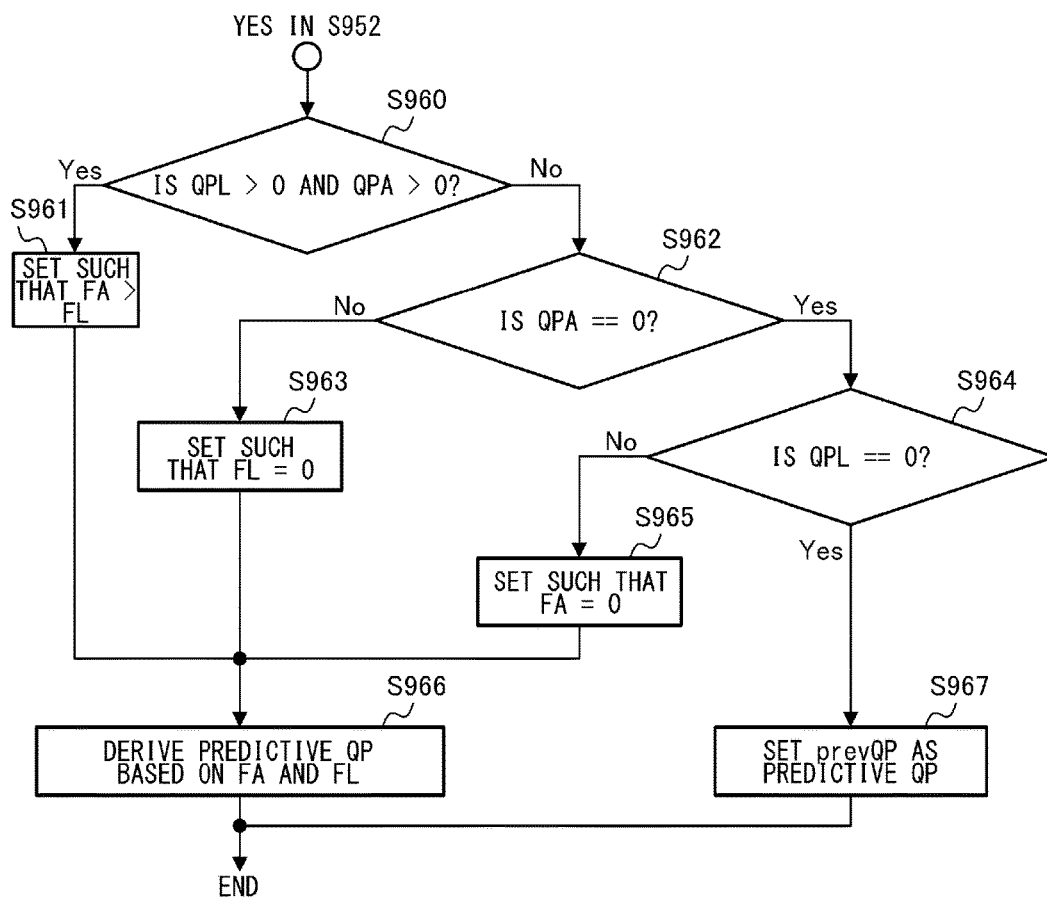 YES IN S952
S960
IS QPL > 0 AND QPA > 0?
Yes
No
S961
SET SUCH
THAT FA >
FL
S962
IS QPA == 0?
No
Yes
S963
SET SUCH
THAT FL = 0
S964
IS QPL == 0?
No
Yes
S965
SET SUCH THAT
FA = 0
S966
DERIVE PREDICTIVE QP
BASED ON FA AND FL
S967
SET prevQP AS
PREDICTIVE QP
END